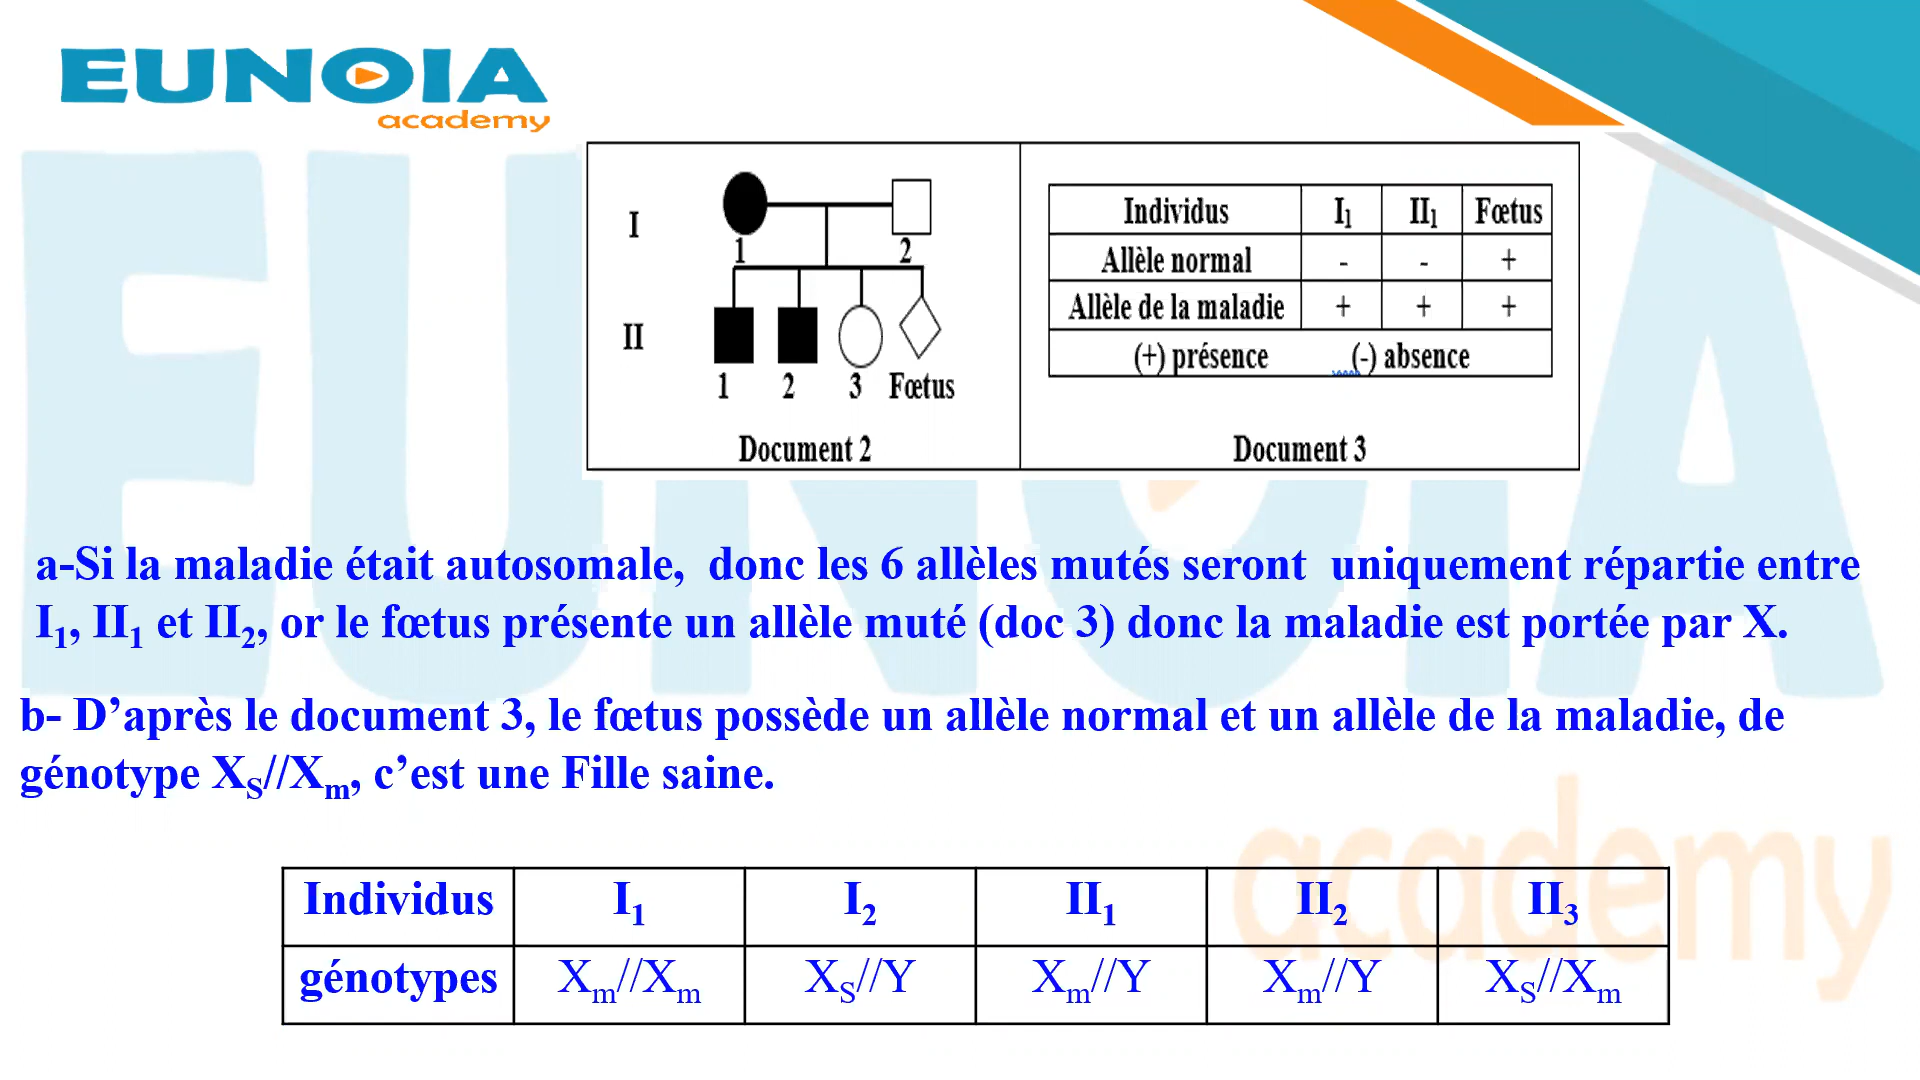 EUNOIA
academy
I
1
2
II
1 2 3 Fœtus
Document 2
Individus I1 II1 Fœtus
Allèle normal - - +
Allèle de la maladie + + +
(+) présence (-) absence
Document 3
a-Si la maladie était autosomale, donc les 6 allèles mutés seront uniquement répartie entre
I1, II1 et II2, or le fœtus présente un allèle muté (doc 3) donc la maladie est portée par X.
b- D’après le document 3, le fœtus possède un allèle normal et un allèle de la maladie, de
génotype XS//Xm, c’est une Fille saine.
Individus I1 I2 II1 II2 II3
génotypes Xm//Xm XS//Y Xm//Y Xm//Y XS//Xm
EUNOIA
academy